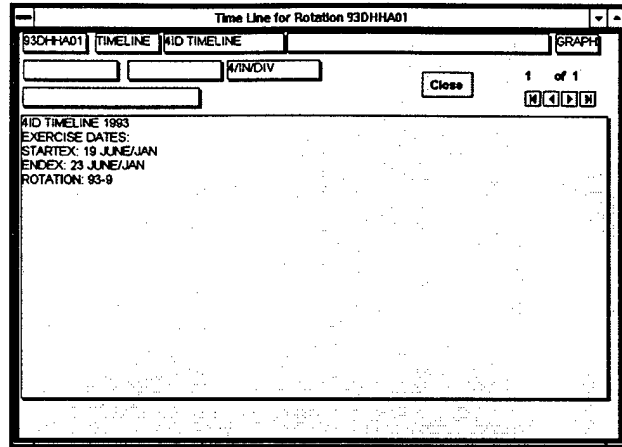 Time Line for Rotation 93DHHA01
93DHHA01 TIMELINE 4ID TIMELINE GRAPH
4/IN/DIV
Close
1 of 1
4ID TIMELINE 1993
EXERCISE DATES:
STARTEX: 19 JUNE/JAN
ENDEX: 23 JUNE/JAN
ROTATION: 93-9